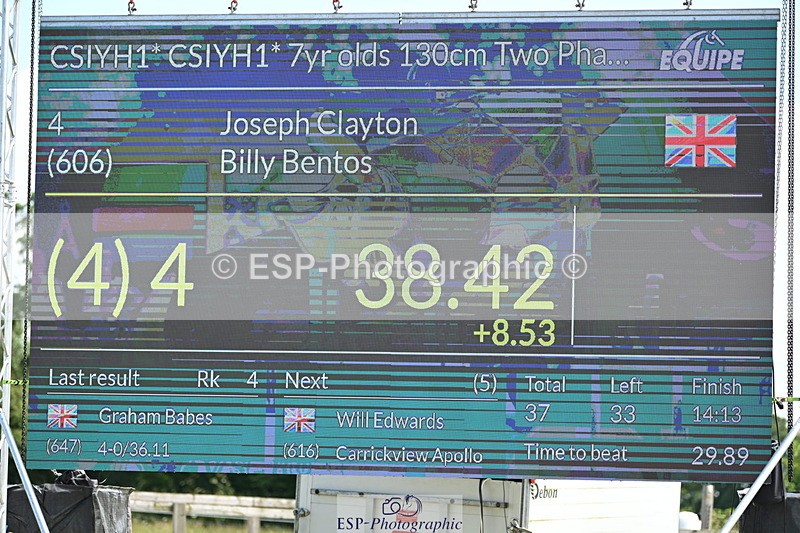 CSIYH1* CSIYH1* 7yr olds 130cm Two Pha...
EQUIPE
4 Joseph Clayton
(606) Billy Bentos
(4) 4 38.42
© ESP-Photographic ©
+8.53
Last result Rk 4
Graham Babes
(647) 4-0/36.11
Next (5)
Will Edwards
(616) Carrickview Apollo
Total Left Finish
37 33 14:13
Time to beat 29.89
ESP-Photographic